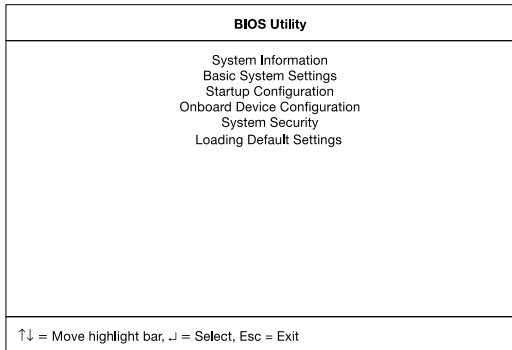 BIOS Utility
System Information
Basic System Settings
Startup Configuration
Onboard Device Configuration
System Security
Loading Default Settings
↑↓ = Move highlight bar, ↵ = Select, Esc = Exit